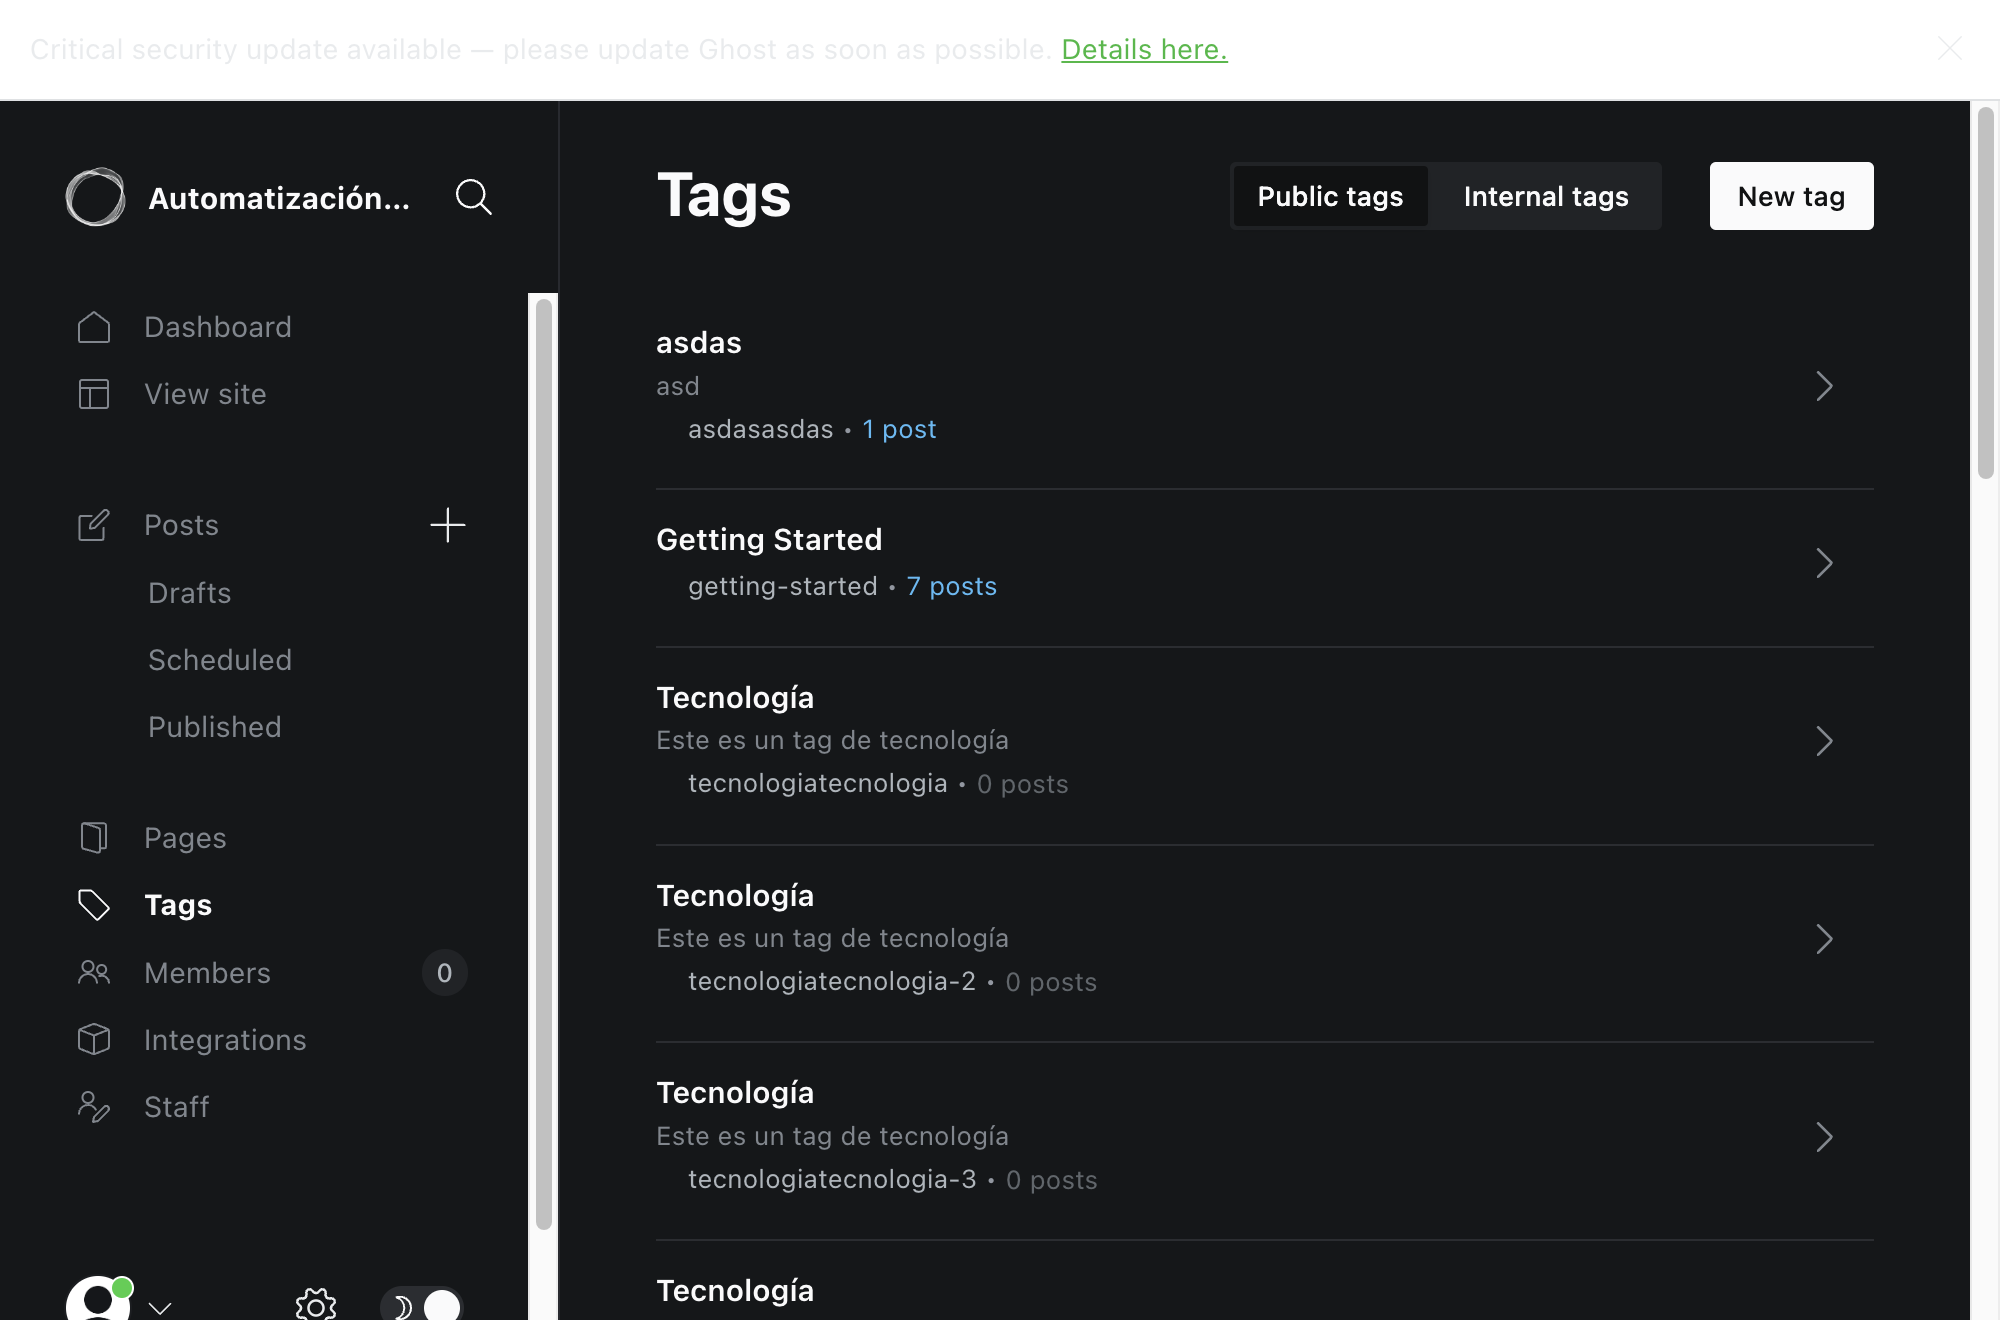 Critical security update available — please update Ghost as soon as possible. Details here.
Automatización...
Dashboard
View site
Posts
Drafts
Scheduled
Published
Pages
Tags
Members 0
Integrations
Staff
Tags
Public tags
Internal tags
New tag
asdas
asd
asdasasdas • 1 post
Getting Started
getting-started • 7 posts
Tecnología
Este es un tag de tecnología
tecnologiatecnologia • 0 posts
Tecnología
Este es un tag de tecnología
tecnologiatecnologia-2 • 0 posts
Tecnología
Este es un tag de tecnología
tecnologiatecnologia-3 • 0 posts
Tecnología